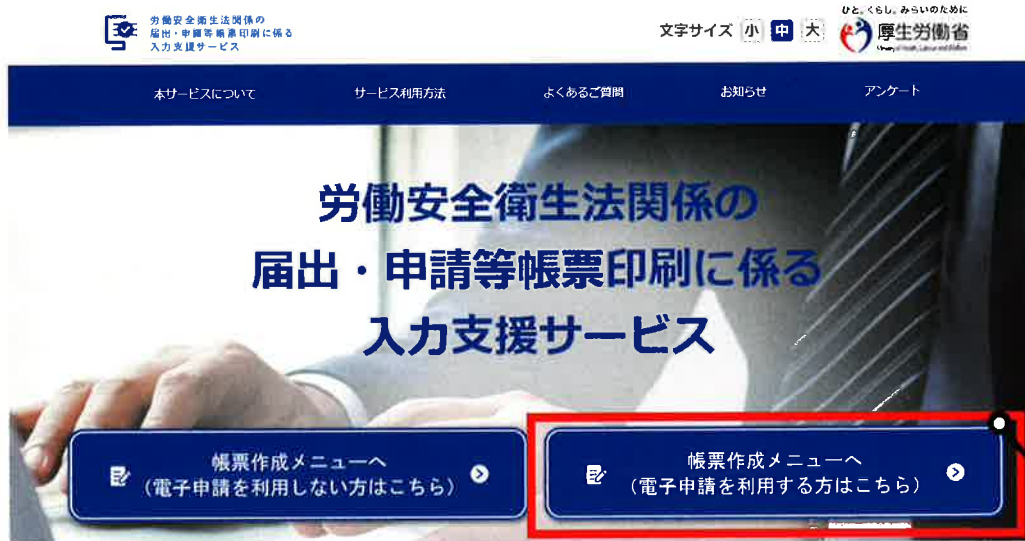 労働安全衛生法関係の
届出・申請等帳票印刷に係る
入力支援サービス
文字サイズ 小 中 大
ひと、くらし、みらいのために
厚生労働省
本サービスについて
サービス利用方法
よくあるご質問
お知らせ
アンケート
労働安全衛生法関係の
届出・申請等帳票印刷に係る
入力支援サービス
帳票作成メニューへ
(電子申請を利用しない方はこちら)
帳票作成メニューへ
(電子申請を利用する方はこちら)